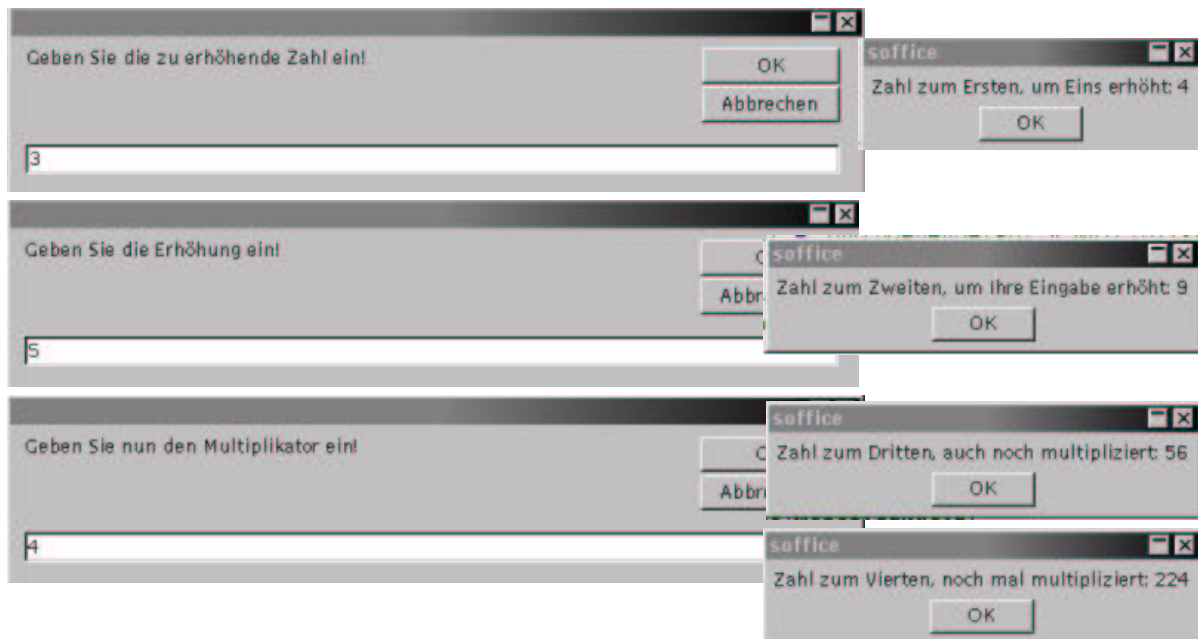 Geben Sie die zu erhöhende Zahl ein!
OK
Abbrechen
3
soffice
Zahl zum Ersten, um Eins erhöht: 4
OK
Geben Sie die Erhöhung ein!
Abbr
5
soffice
Zahl zum Zweiten, um Ihre Eingabe erhöht: 9
OK
Geben Sie nun den Multiplikator ein!
Abbr
4
soffice
Zahl zum Dritten, auch noch multipliziert: 56
OK
soffice
Zahl zum Vierten, noch mal multipliziert: 224
OK